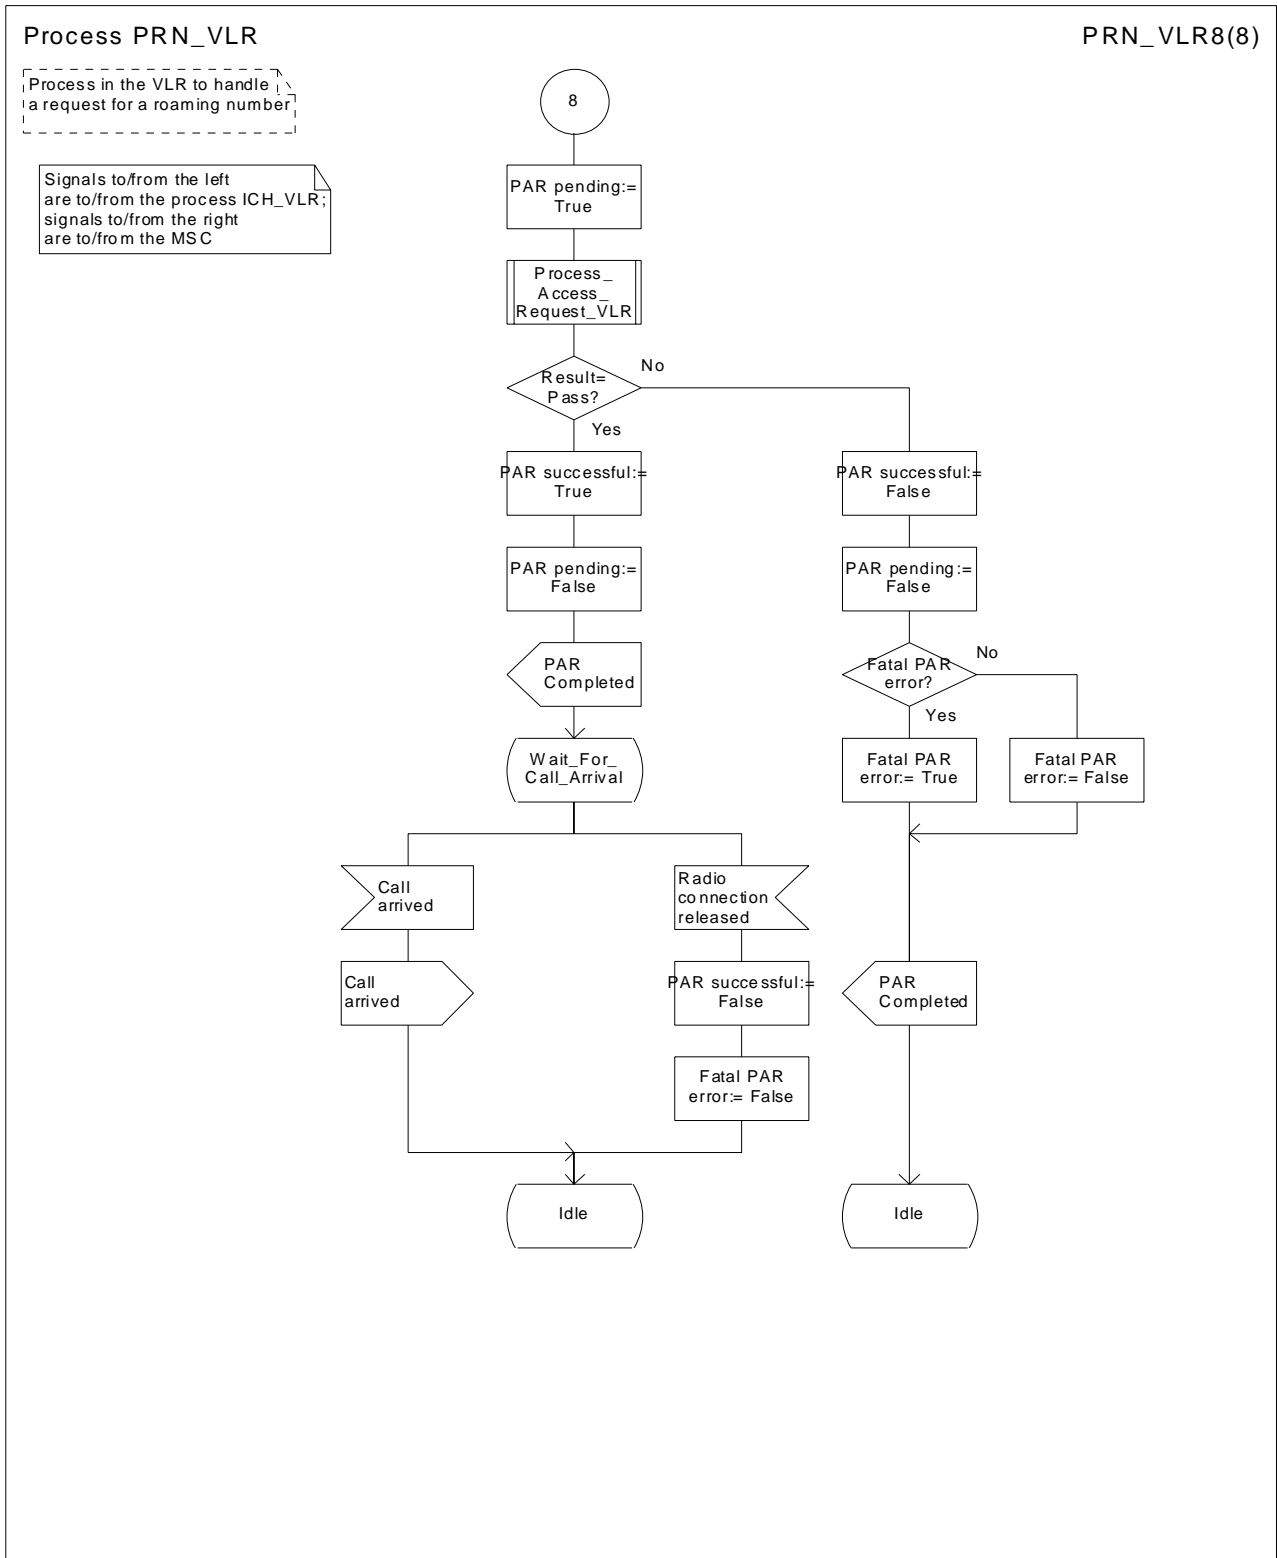 Process PRN_VLR
PRN_VLR8(8)
Process in the VLR to handle
a request for a roaming number
Signals to/from the left
are to/from the process ICH_VLR;
signals to/from the right
are to/from the MSC
8
PAR pending:=
True
Process_
Access_
Request_VLR
Result=
Pass?
No
Yes
PAR successful:=
True
PAR successful:=
False
PAR pending:=
False
PAR pending:=
False
PAR
Completed
Fatal PAR
error?
No
Yes
Wait_For_
Call_Arrival
Fatal PAR
error:= True
Fatal PAR
error:= False
Call
arrived
Radio
connection
released
Call
arrived
PAR successful:=
False
PAR
Completed
Fatal PAR
error:= False
Idle
Idle